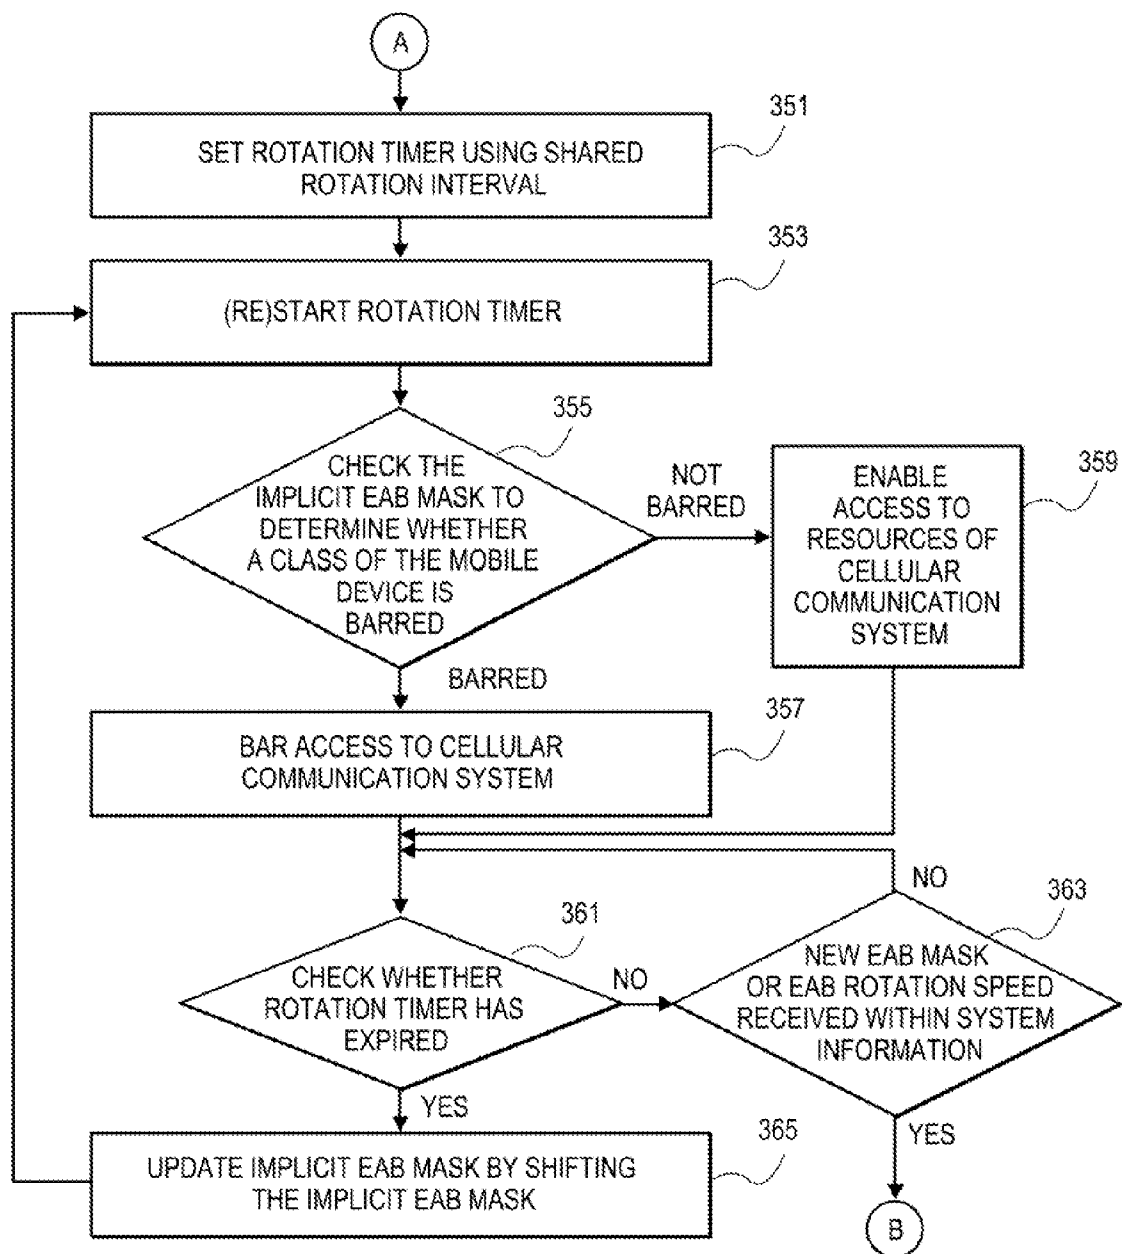 A
351
SET ROTATION TIMER USING SHARED
ROTATION INTERVAL
353
(RE)START ROTATION TIMER
355
CHECK THE
IMPLICIT EAB MASK TO
DETERMINE WHETHER
A CLASS OF THE MOBILE
DEVICE IS
BARRED
NOT
BARRED
359
ENABLE
ACCESS TO
RESOURCES OF
CELLULAR
COMMUNICATION
SYSTEM
BARRED
357
BAR ACCESS TO CELLULAR
COMMUNICATION SYSTEM
361
CHECK WHETHER
ROTATION TIMER HAS
EXPIRED
NO
NO
363
NEW EAB MASK
OR EAB ROTATION SPEED
RECEIVED WITHIN SYSTEM
INFORMATION
YES
365
UPDATE IMPLICIT EAB MASK BY SHIFTING
THE IMPLICIT EAB MASK
YES
B